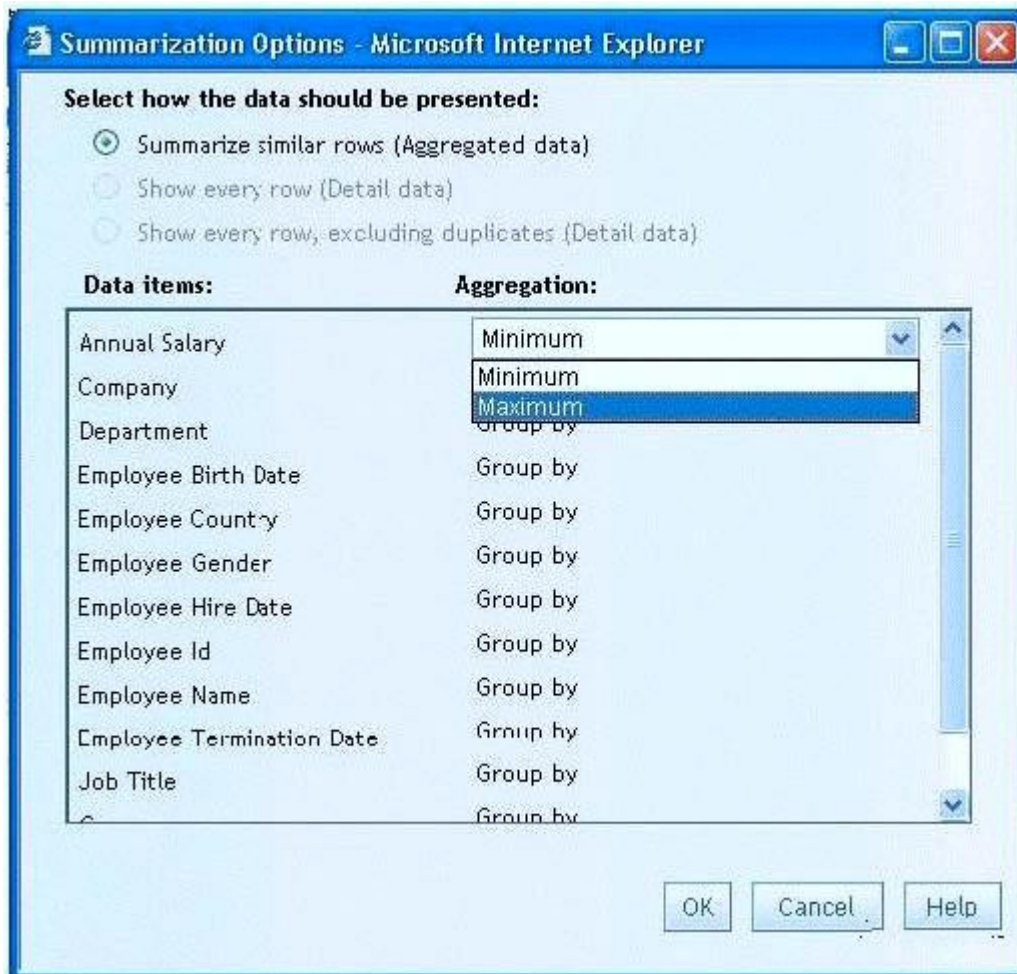 Summarization Options - Microsoft Internet Explorer
Select how the data should be presented:
Summarize similar rows (Aggregated data)
Show every row (Detail data)
Show every row, excluding duplicates (Detail data)
Data items: Aggregation:
Annual Salary Minimum
Minimum
Company
Maximum
Department Group by
Employee Birth Date Group by
Employee Country Group by
Employee Gender Group by
Employee Hire Date Group by
Employee Id Group by
Employee Name Group by
Employee Termination Date Group by
Job Title Group by
Group by
OK Cancel Help